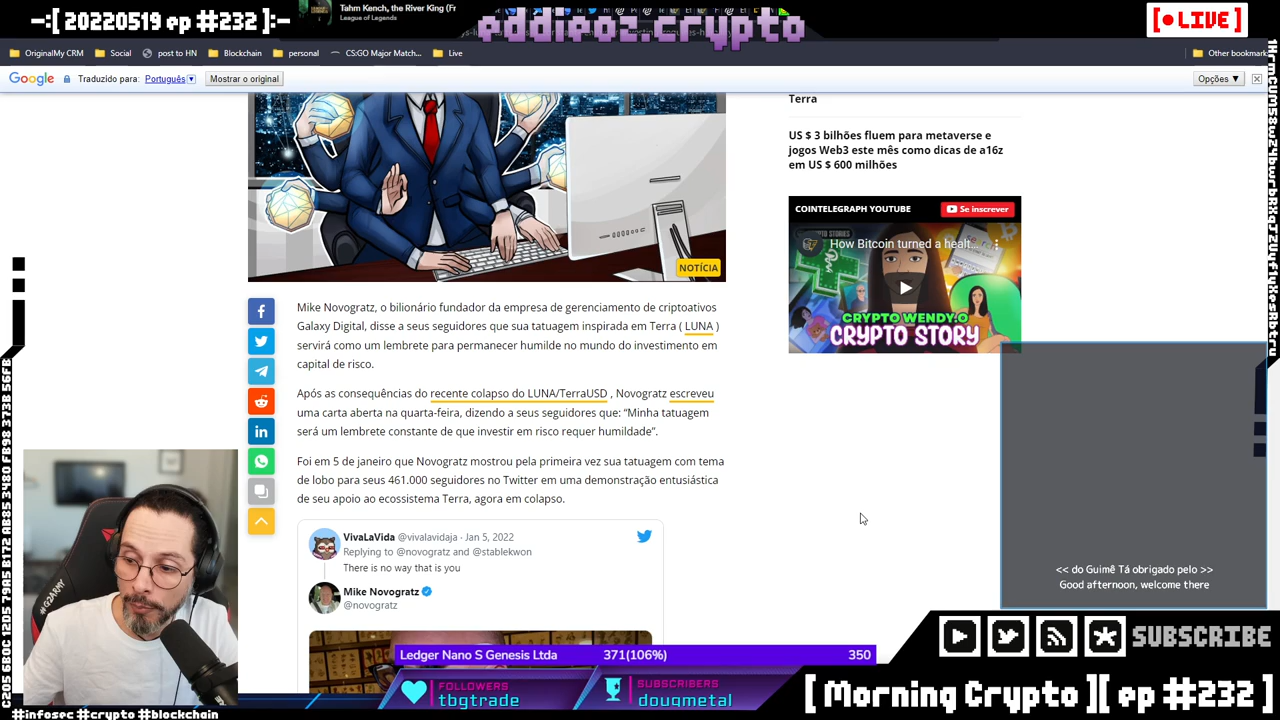 -:[ 20220519 ep #232 ]:-
Tahm Kench, the River King (Fr
League of Legends
eddieoz.crypto
[● LIVE ]
OriginalMy CRM
Social
post to HN
Blockchain
personal
CS:GO Major Match...
Live
Other bookmark
Google
Traduzido para: Português
Mostrar o original
Opções ▼
Terra
US $ 3 bilhões fluem para metaverse e
jogos Web3 este mês como dicas de a16z
em US $ 600 milhões
COINTELEGRAPH YOUTUBE
Se inscrever
How Bitcoin turned a healt...
CRYPTO WENDY.O
CRYPTO STORY
NOTÍCIA
Mike Novogratz, o bilionário fundador da empresa de gerenciamento de criptoativos
Galaxy Digital, disse a seus seguidores que sua tatuagem inspirada em Terra ( LUNA )
servirá como um lembrete para permanecer humilde no mundo do investimento em
capital de risco.
Após as consequências do recente colapso do LUNA/TerraUSD , Novogratz escreveu
uma carta aberta na quarta-feira, dizendo a seus seguidores que: “Minha tatuagem
será um lembrete constante de que investir em risco requer humildade”.
Foi em 5 de janeiro que Novogratz mostrou pela primeira vez sua tatuagem com tema
de lobo para seus 461.000 seguidores no Twitter em uma demonstração entusiástica
de seu apoio ao ecossistema Terra, agora em colapso.
VivaLaVida @vivalavidaja · Jan 5, 2022
Replying to @novogratz and @stablekwon
There is no way that is you
Mike Novogratz
@novogratz
<< do Guimê Tá obrigado pelo >>
Good afternoon, welcome there
#G2ARMY
SUBSCRIBE
Ledger Nano S Genesis Ltda
371(106%)
350
FOLLOWERS
tbgtrade
SUBSCRIBERS
dougmetal
[ Morning Crypto ][ ep #232 ]
#infosec #crypto #blockchain